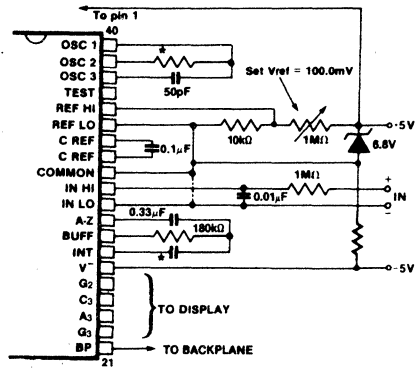 To pin 1
40
OSC 1
*
OSC 2
OSC 3
50pF
TEST
Set Vref = 100.0mV
REF HI
REF LO
10kΩ
1MΩ
·5V
6.8V
C REF
0.1μF
C REF
COMMON
1MΩ
IN HI
+
0.01μF
IN
IN LO
−
0.33μF
A-Z
180kΩ
BUFF
INT
*
V−
−5V
G2
C3
TO DISPLAY
A3
G3
BP
TO BACKPLANE
21